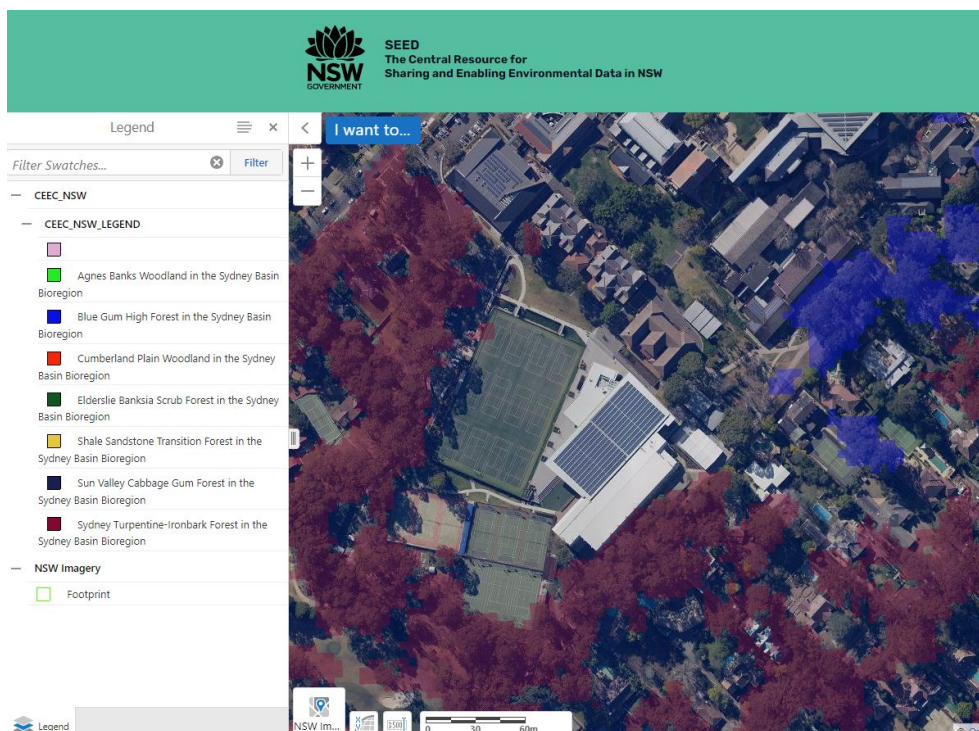 NSW
GOVERNMENT
SEED
The Central Resource for
Sharing and Enabling Environmental Data in NSW
Legend
Filter Swatches...
Filter
CEEC_NSW
CEEC_NSW_LEGEND
Agnes Banks Woodland in the Sydney Basin
Bioregion
Blue Gum High Forest in the Sydney Basin
Bioregion
Cumberland Plain Woodland in the Sydney
Basin Bioregion
Elderslie Banksia Scrub Forest in the Sydney
Basin Bioregion
Shale Sandstone Transition Forest in the
Sydney Basin Bioregion
Sun Valley Cabbage Gum Forest in the
Sydney Basin Bioregion
Sydney Turpentine-Ironbark Forest in the
Sydney Basin Bioregion
NSW Imagery
Footprint
Legend
I want to...
NSW Im...
0 30 60m